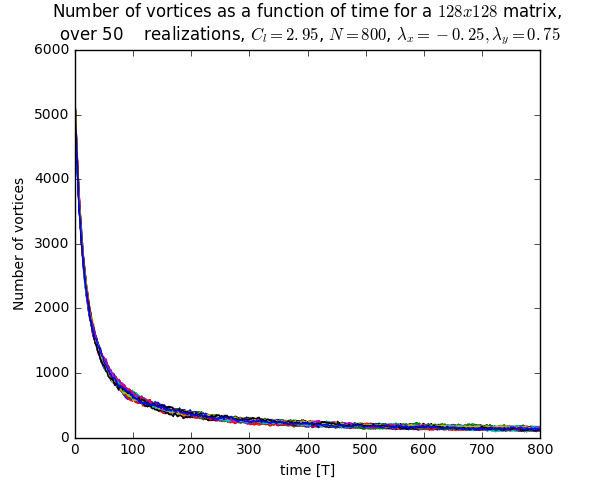 Number of vortices as a function of time for a 128x128 matrix,
over 50 realizations, C_l = 2.95, N = 800, λ_x = −0.25, λ_y = 0.75
6000
5000
4000
3000
2000
1000
0
Number of vortices
0 100 200 300 400 500 600 700 800
time [T]